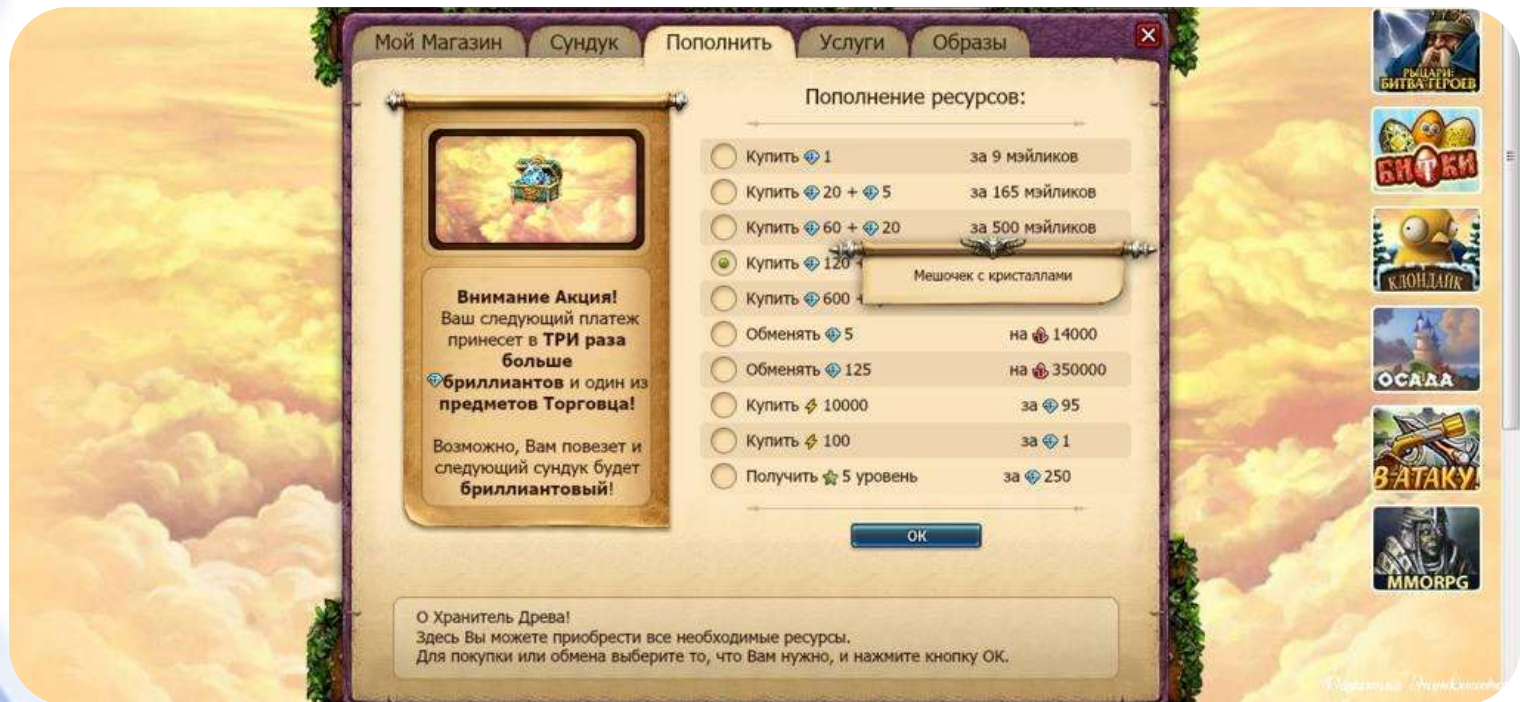 Мой Магазин
Сундук
Пополнить
Услуги
Образы
Внимание Акция!
Ваш следующий платеж
принесет в ТРИ раза
больше
бриллиантов и один из
предметов Торговца!
Возможно, Вам повезет и
следующий сундук будет
бриллиантовый!
Пополнение ресурсов:
Купить 1 за 9 мэйликов
Купить 20 + 5 за 165 мэйликов
Купить 60 + 20 за 500 мэйликов
Купить 120
Мешочек с кристаллами
Купить 600
Обменять 5 на 14000
Обменять 125 на 350000
Купить 10000 за 95
Купить 100 за 1
Получить 5 уровень за 250
ОК
О Хранитель Древа!
Здесь Вы можете приобрести все необходимые ресурсы.
Для покупки или обмена выберите то, что Вам нужно, и нажмите кнопку ОК.
РЫЦАРИ:
БИТВА ГЕРОЕВ
БИТКИ
КЛОНДАЙК
ОСАДА
В АТАКУ!
MMORPG